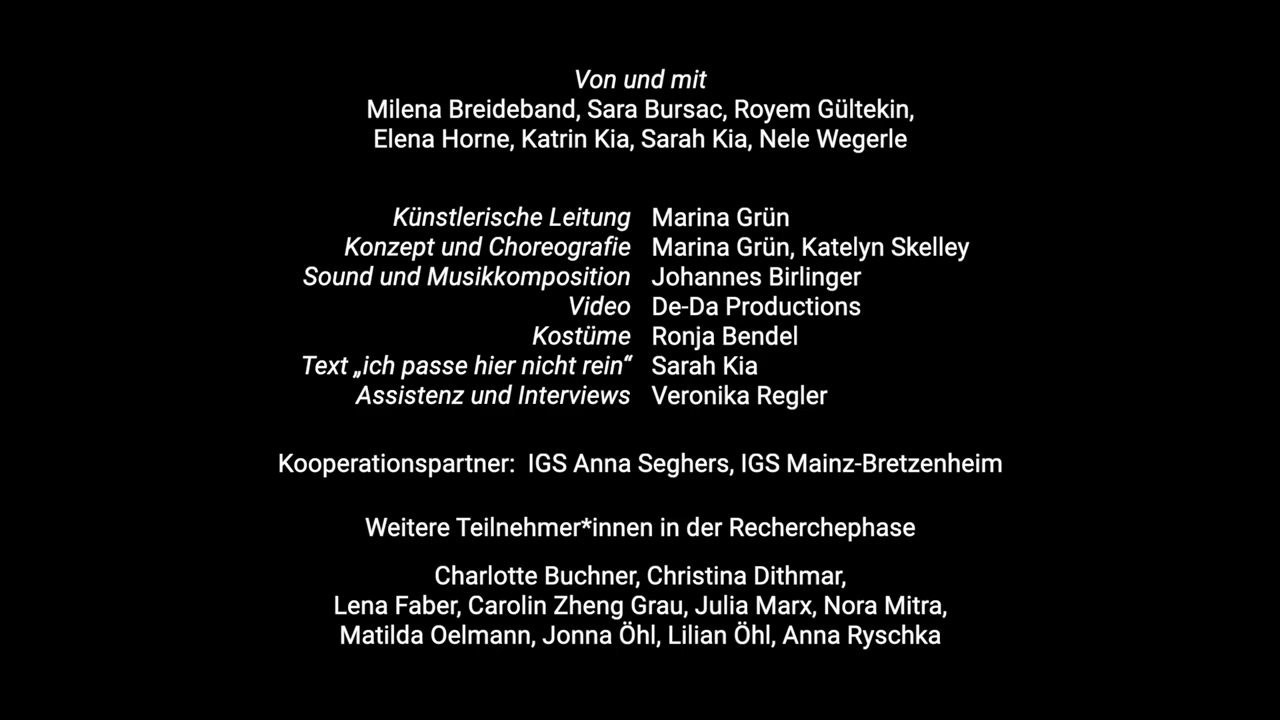 Von und mit
Milena Breideband, Sara Bursac, Royem Gültekin,
Elena Horne, Katrin Kia, Sarah Kia, Nele Wegerle
Künstlerische Leitung Marina Grün
Konzept und Choreografie Marina Grün, Katelyn Skelley
Sound und Musikkomposition Johannes Birlinger
Video De-Da Productions
Kostüme Ronja Bendel
Text „ich passe hier nicht rein“ Sarah Kia
Assistenz und Interviews Veronika Regler
Kooperationspartner: IGS Anna Seghers, IGS Mainz-Bretzenheim
Weitere Teilnehmer*innen in der Recherchephase
Charlotte Buchner, Christina Dithmar,
Lena Faber, Carolin Zheng Grau, Julia Marx, Nora Mitra,
Matilda Oelmann, Jonna Öhl, Lilian Öhl, Anna Ryschka